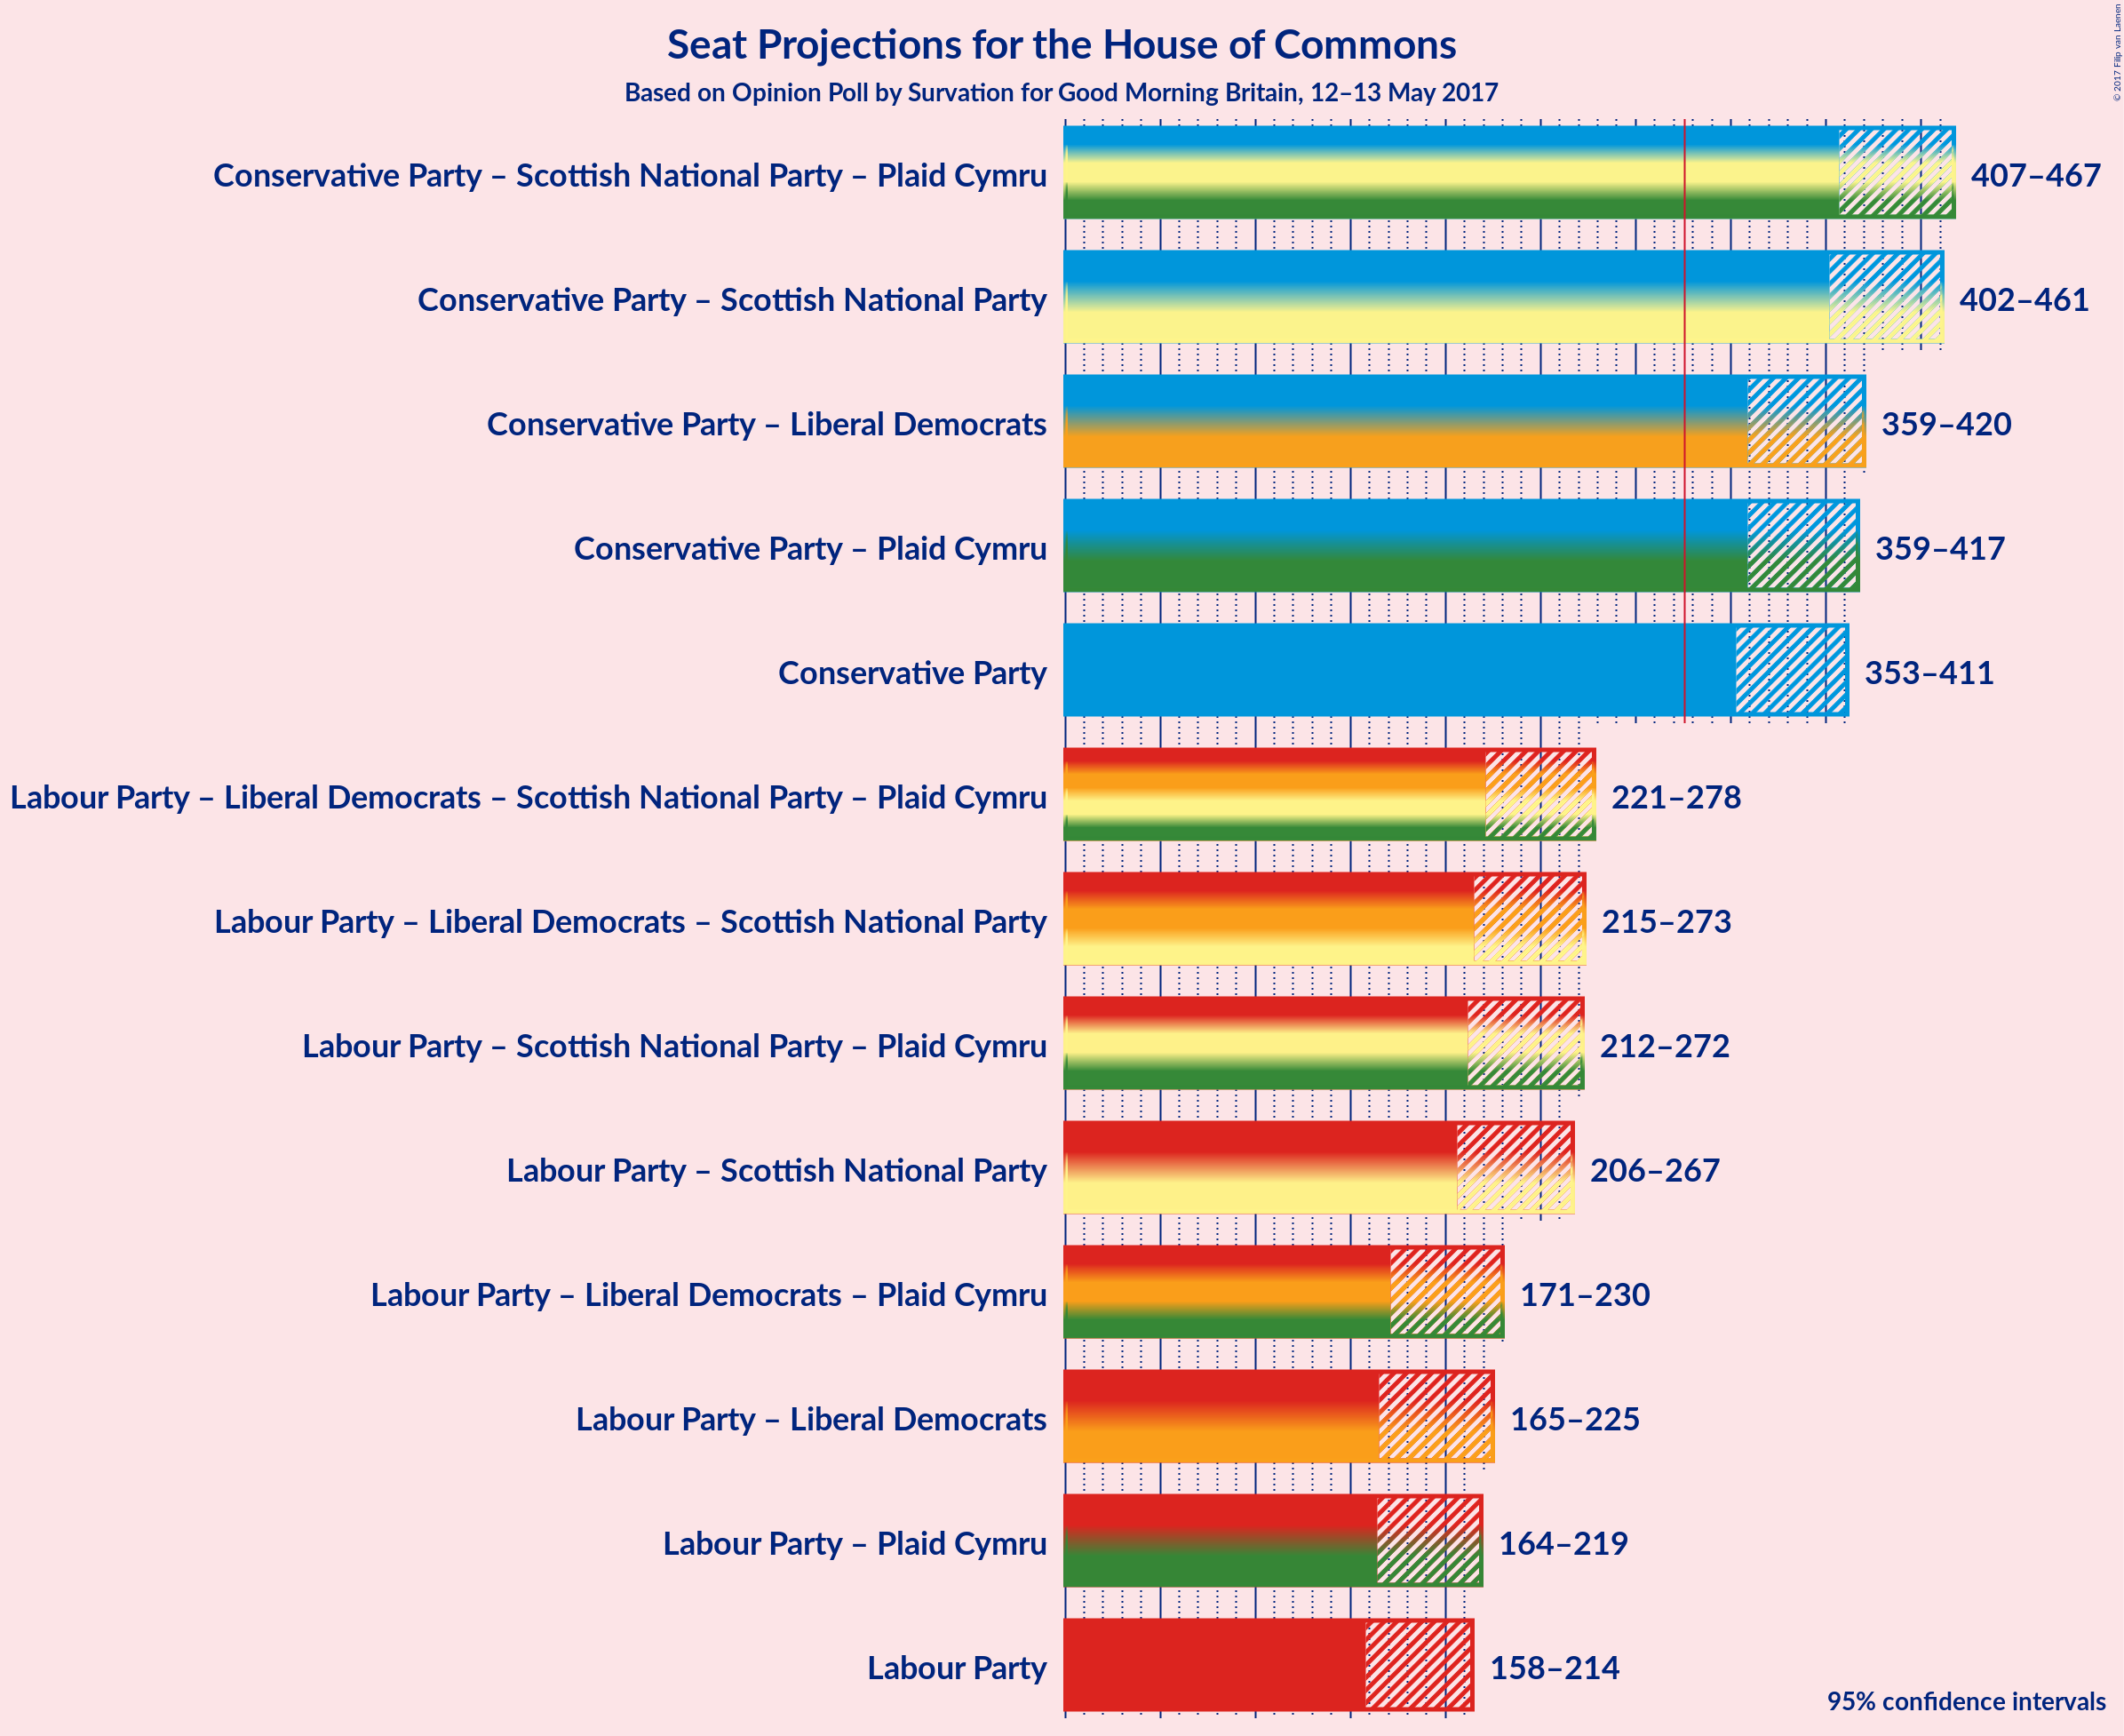 Seat Projections for the House of Commons
Based on Opinion Poll by Survation for Good Morning Britain, 12–13 May 2017
© 2017 Filip van Laenen
Conservative Party – Scottish National Party – Plaid Cymru 407–467
Conservative Party – Scottish National Party 402–461
Conservative Party – Liberal Democrats 359–420
Conservative Party – Plaid Cymru 359–417
Conservative Party 353–411
Labour Party – Liberal Democrats – Scottish National Party – Plaid Cymru 221–278
Labour Party – Liberal Democrats – Scottish National Party 215–273
Labour Party – Scottish National Party – Plaid Cymru 212–272
Labour Party – Scottish National Party 206–267
Labour Party – Liberal Democrats – Plaid Cymru 171–230
Labour Party – Liberal Democrats 165–225
Labour Party – Plaid Cymru 164–219
Labour Party 158–214
95% confidence intervals